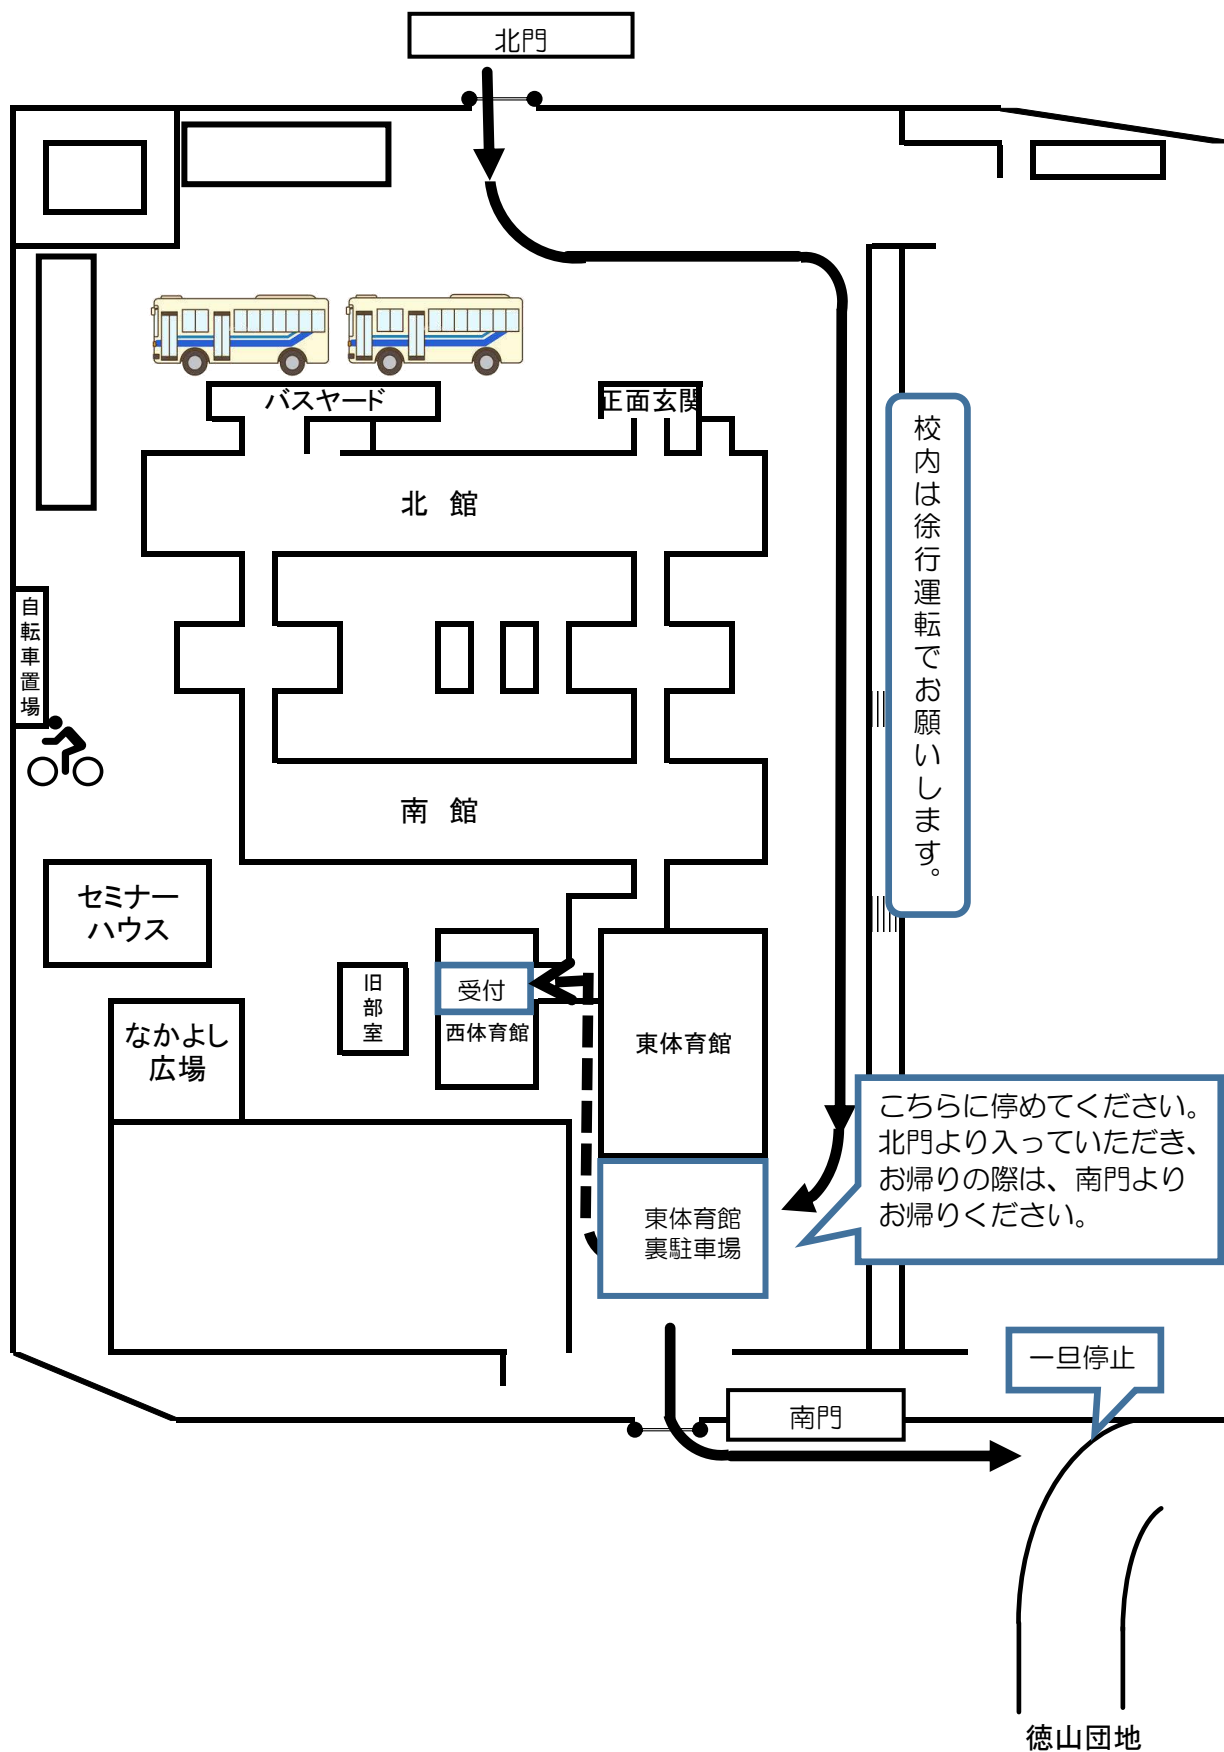 北門
バスヤード
正面玄関
北 館
校内は徐行運転でお願いします。
自転車置場
南 館
セミナー
ハウス
旧部室
受付
西体育館
東体育館
なかよし
広場
こちらに停めてください。
北門より入っていただき、
お帰りの際は、南門より
お帰りください。
東体育館
裏駐車場
一旦停止
南門
徳山団地